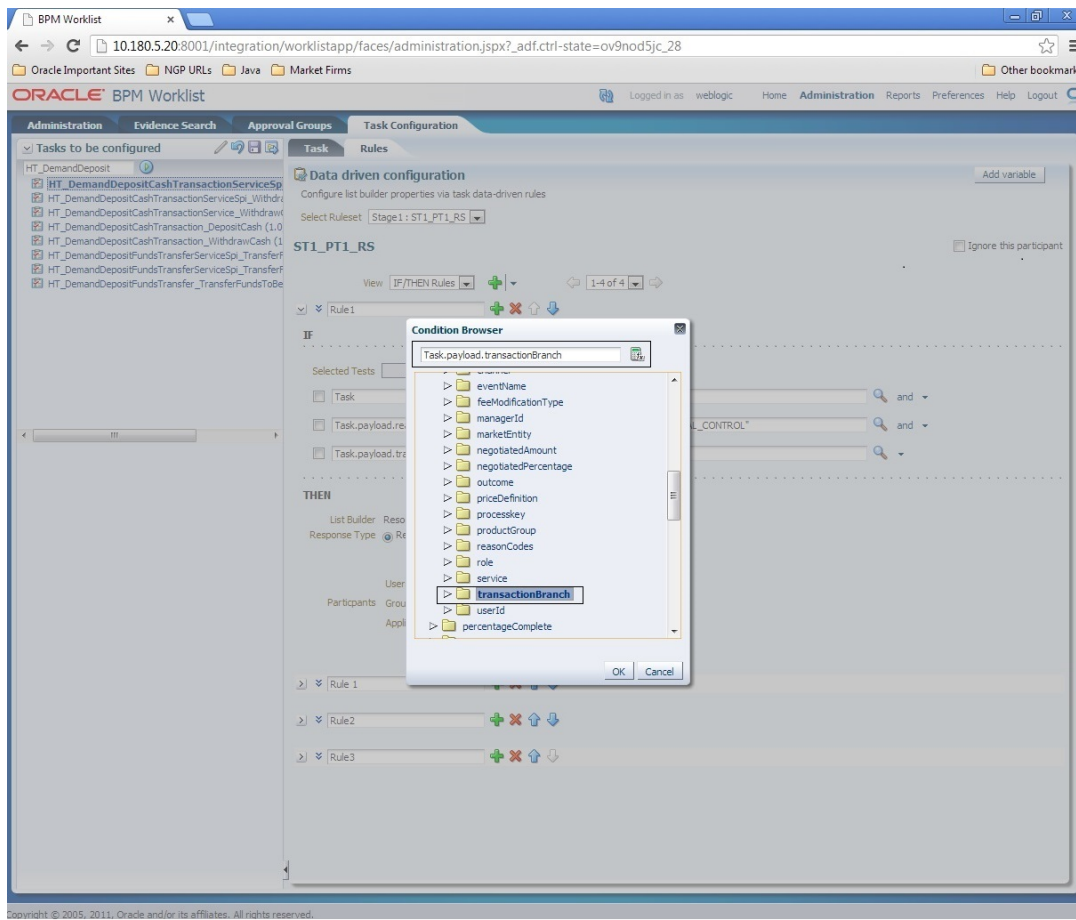 BPM Worklist
10.180.5.20:8001/integration/worklistapp/faces/administration.jspx?_adf.ctrl-state=ov9nod5jc_28
Oracle Important Sites NGP URLs Java Market Firms Other bookmark
ORACLE BPM Worklist Logged in as weblogic Home Administration Reports Preferences Help Logout
Administration Evidence Search Approval Groups Task Configuration
Tasks to be configured
HT_DemandDeposit
HT_DemandDepositCashTransactionServiceSp
HT_DemandDepositCashTransactionServiceSpi_Withdra
HT_DemandDepositCashTransactionService_Withdraw
HT_DemandDepositCashTransaction_DepositCash (1.0
HT_DemandDepositCashTransaction_WithdrawCash (1
HT_DemandDepositFundsTransferServiceSpi_TransferF
HT_DemandDepositFundsTransferServiceSpi_TransferF
HT_DemandDepositFundsTransfer_TransferFundsToBe
Task Rules
Data driven configuration Add variable
Configure list builder properties via task data-driven rules
Select Ruleset Stage1 : ST1_PT1_RS
ST1_PT1_RS Ignore this participant
View IF/THEN Rules 1-4 of 4
Rule1
IF
Selected Tests
Task and
Task.payload.rea L_CONTROL" and
Task.payload.tra
THEN
List Builder Reso
Response Type Re
User
Particpants Grou
Appli
Condition Browser
Task.payload.transactionBranch
channel
eventName
feeModificationType
managerId
marketEntity
negotiatedAmount
negotiatedPercentage
outcome
priceDefinition
processkey
productGroup
reasonCodes
role
service
transactionBranch
userId
percentageComplete
OK Cancel
Rule 1
Rule2
Rule3
Copyright © 2005, 2011, Oracle and/or its affiliates. All rights reserved.